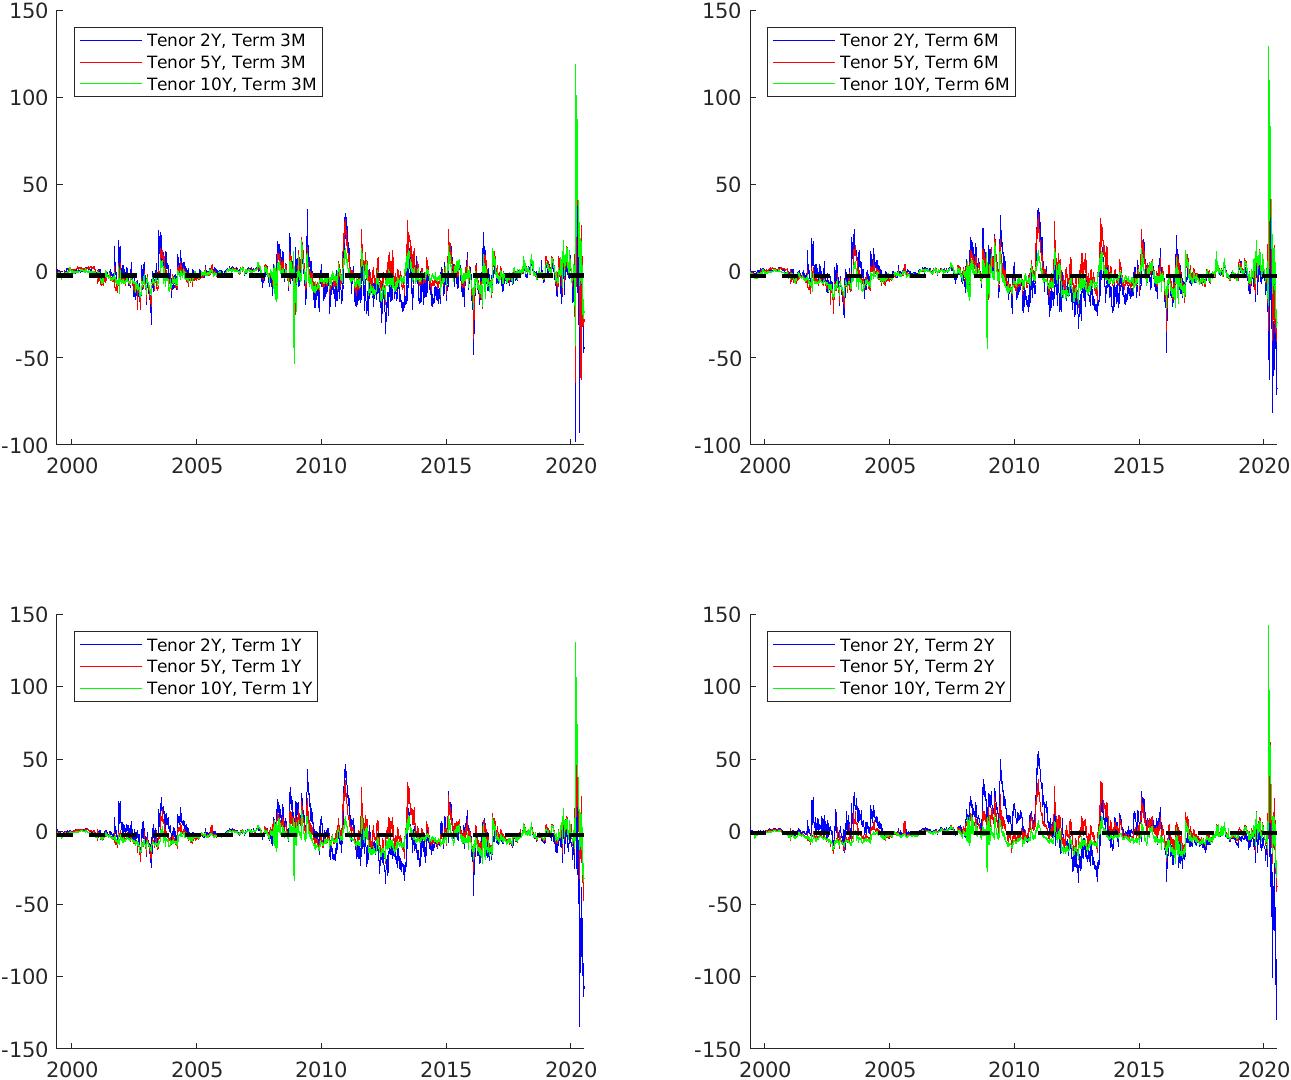 150
100
50
0
-50
-100
2000 2005 2010 2015 2020
Tenor 2Y, Term 3M
Tenor 5Y, Term 3M
Tenor 10Y, Term 3M
150
100
50
0
-50
-100
2000 2005 2010 2015 2020
Tenor 2Y, Term 6M
Tenor 5Y, Term 6M
Tenor 10Y, Term 6M
150
100
50
0
-50
-100
-150
2000 2005 2010 2015 2020
Tenor 2Y, Term 1Y
Tenor 5Y, Term 1Y
Tenor 10Y, Term 1Y
150
100
50
0
-50
-100
-150
2000 2005 2010 2015 2020
Tenor 2Y, Term 2Y
Tenor 5Y, Term 2Y
Tenor 10Y, Term 2Y